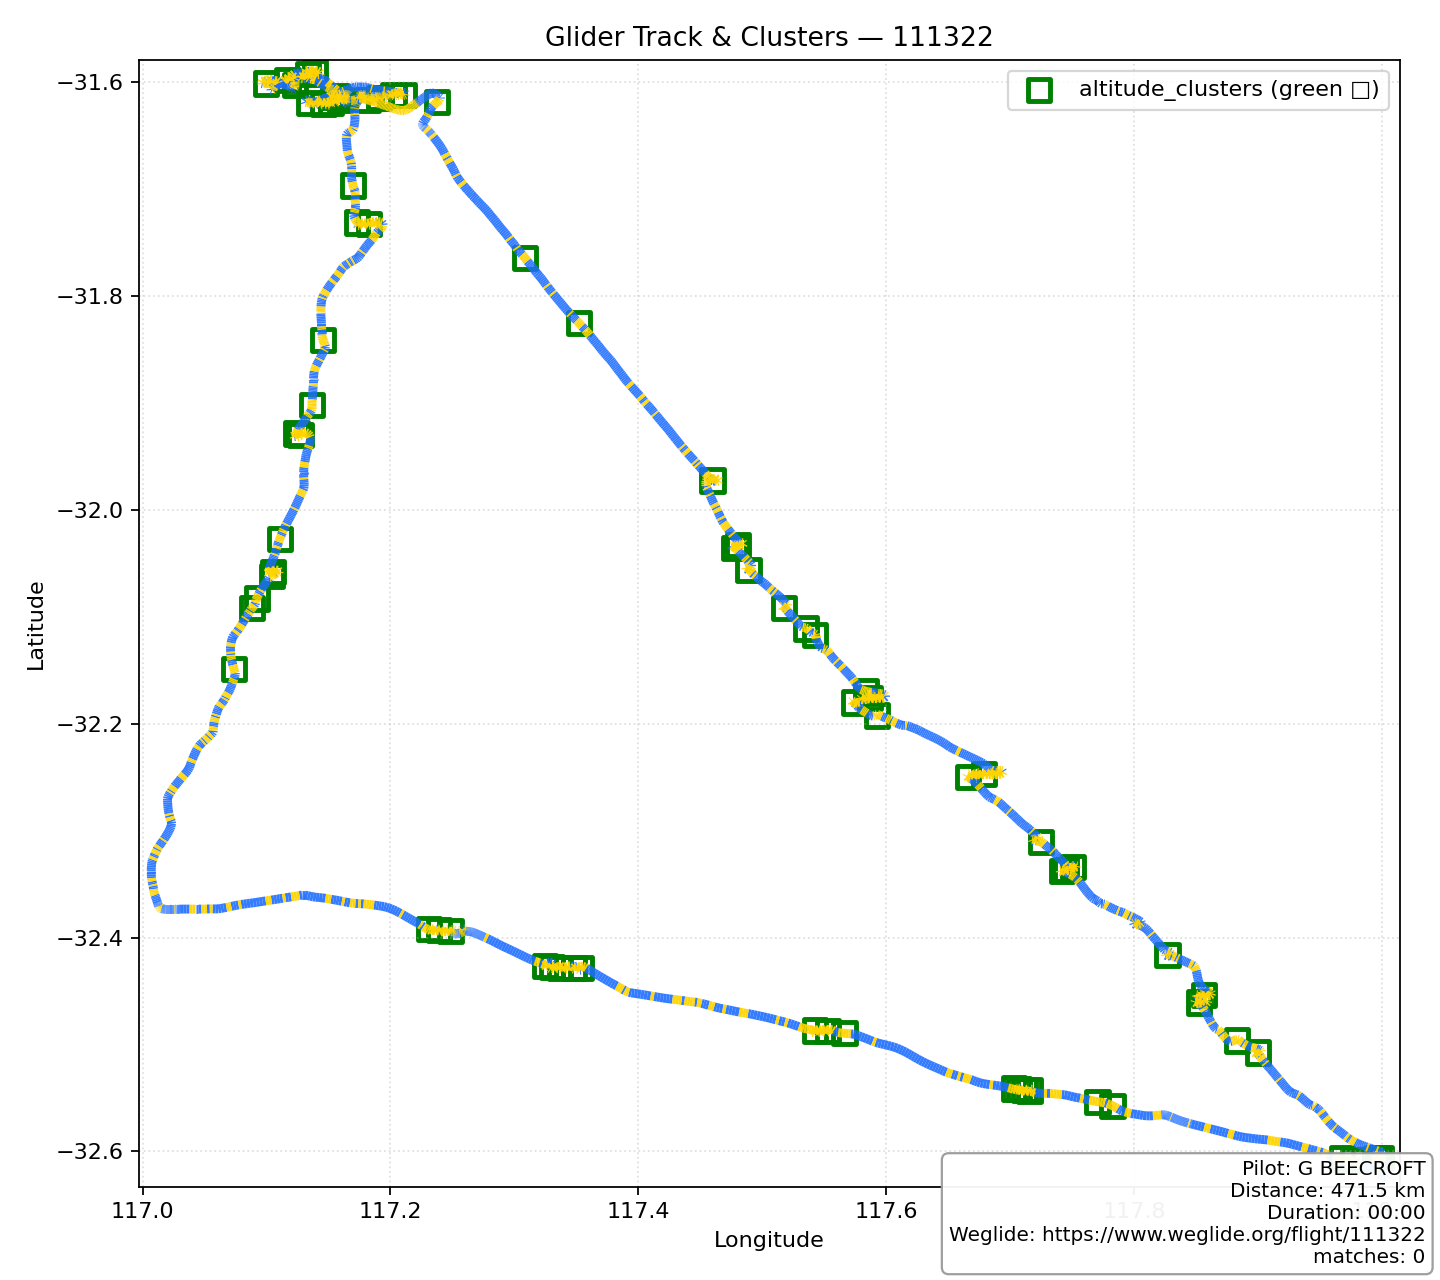 Glider Track & Clusters — 111322
altitude_clusters (green □)
−31.6
−31.8
−32.0
−32.2
−32.4
−32.6
Latitude
117.0
117.2
117.4
117.6
117.8
Longitude
Pilot: G BEECROFT
Distance: 471.5 km
Duration: 00:00
Weglide: https://www.weglide.org/flight/111322
matches: 0